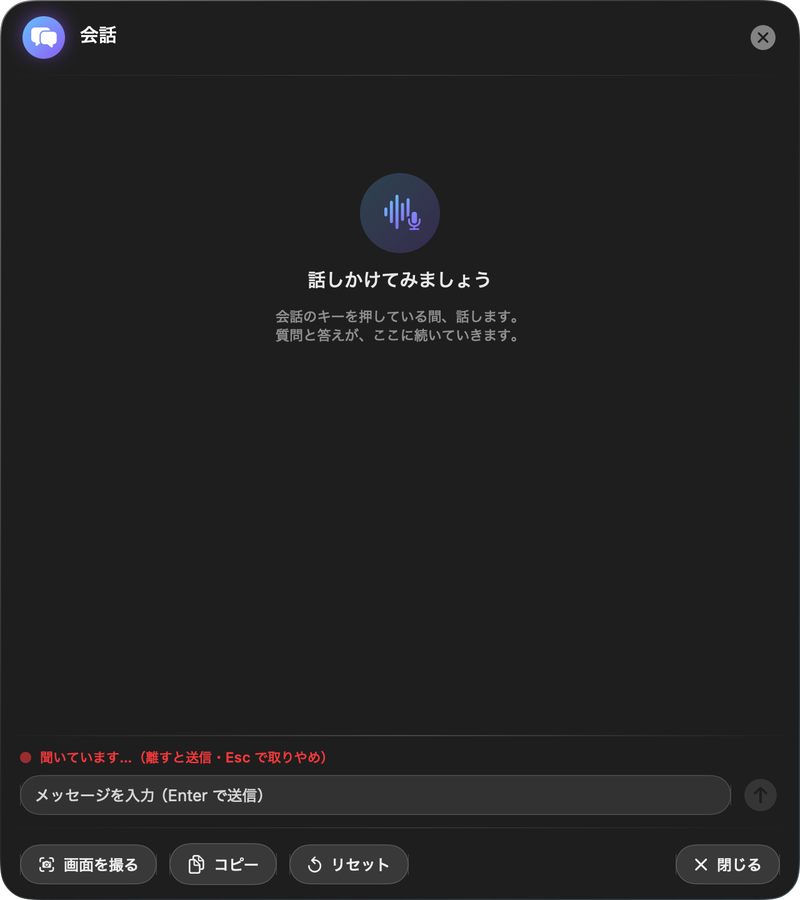 会話
話しかけてみましょう
会話のキーを押している間、話します。
質問と答えが、ここに続いていきます。
聞いています...（離すと送信・Esc で取りやめ）
メッセージを入力（Enter で送信）
画面を撮る
コピー
リセット
閉じる